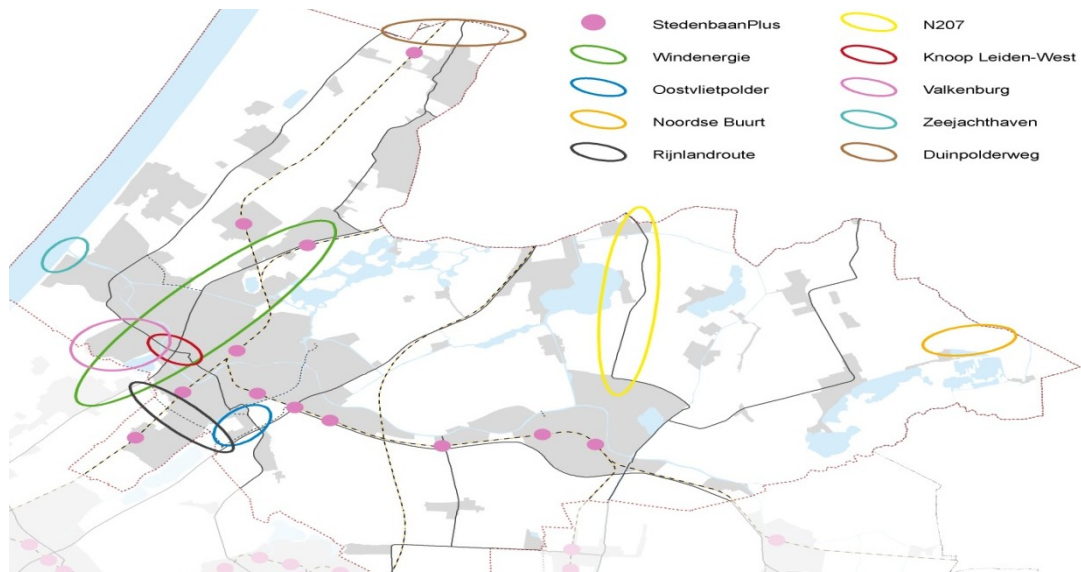 StedenbaanPlus
Windenergie
Oostvlietpolder
Noordse Buurt
Rijnlandroute
N207
Knoop Leiden-West
Valkenburg
Zeejachthaven
Duinpolderweg